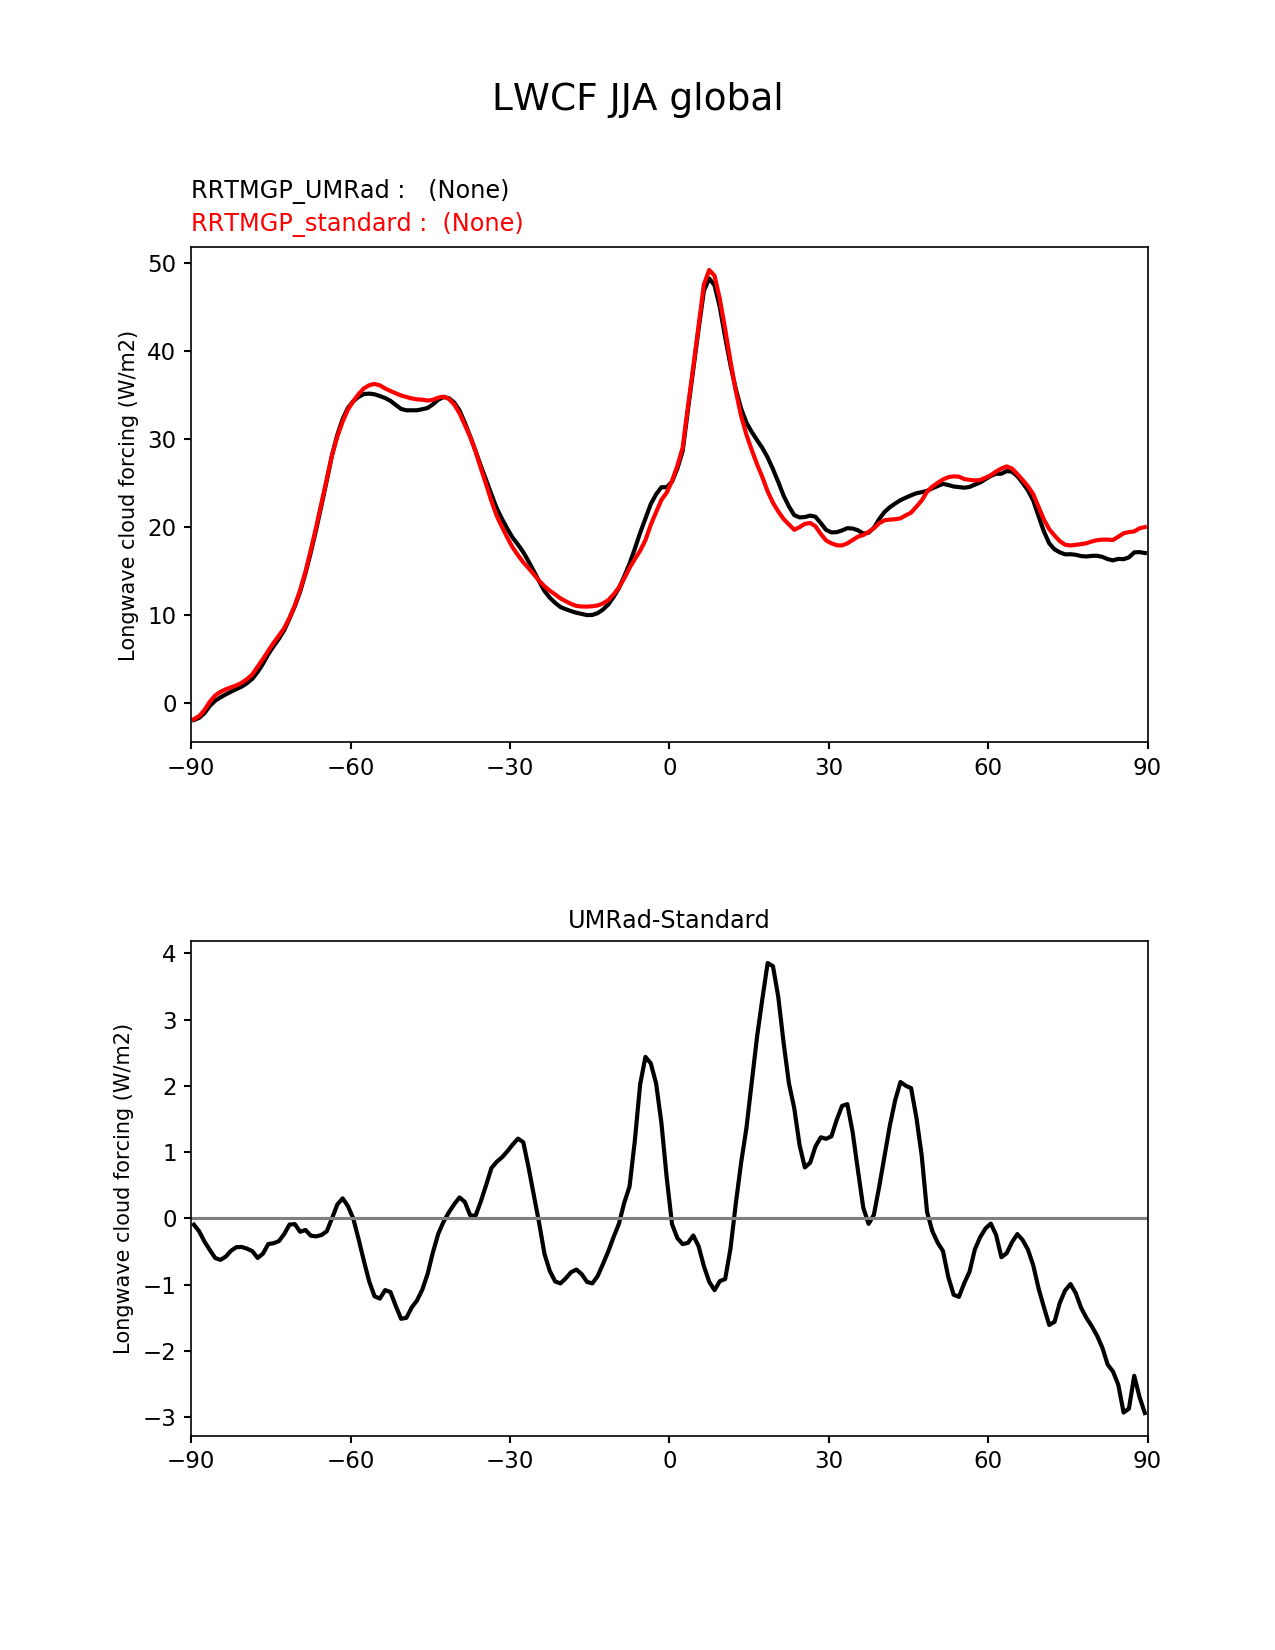 LWCF JJA global
RRTMGP_UMRad :   (None)
RRTMGP_standard :  (None)
Longwave cloud forcing (W/m2)
50
40
30
20
10
0
−90 −60 −30 0 30 60 90
UMRad-Standard
Longwave cloud forcing (W/m2)
4
3
2
1
0
−1
−2
−3
−90 −60 −30 0 30 60 90